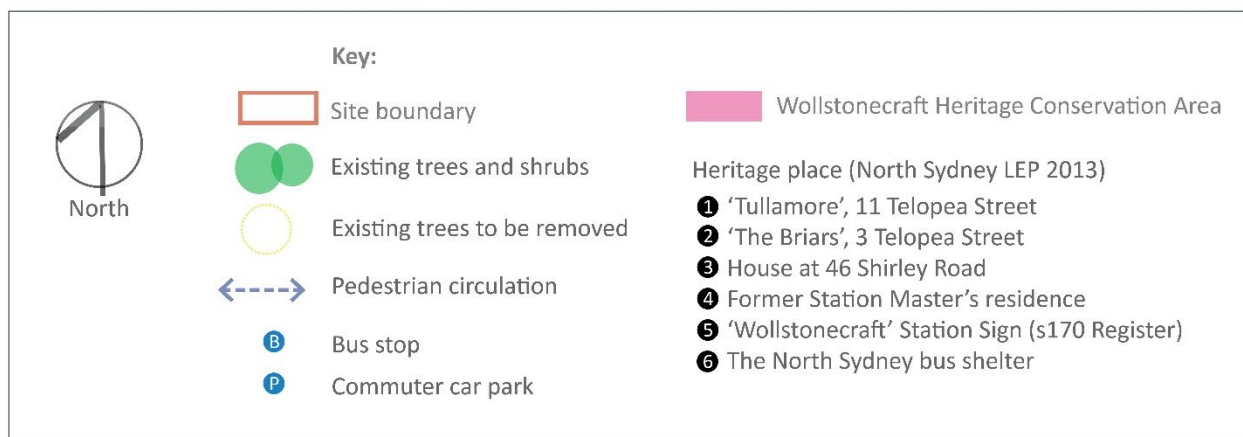 Key:
North
Site boundary
Existing trees and shrubs
Existing trees to be removed
Pedestrian circulation
B Bus stop
P Commuter car park
Wollstonecraft Heritage Conservation Area
Heritage place (North Sydney LEP 2013)
1 ‘Tullamore’, 11 Telopea Street
2 ‘The Briars’, 3 Telopea Street
3 House at 46 Shirley Road
4 Former Station Master’s residence
5 ‘Wollstonecraft’ Station Sign (s170 Register)
6 The North Sydney bus shelter